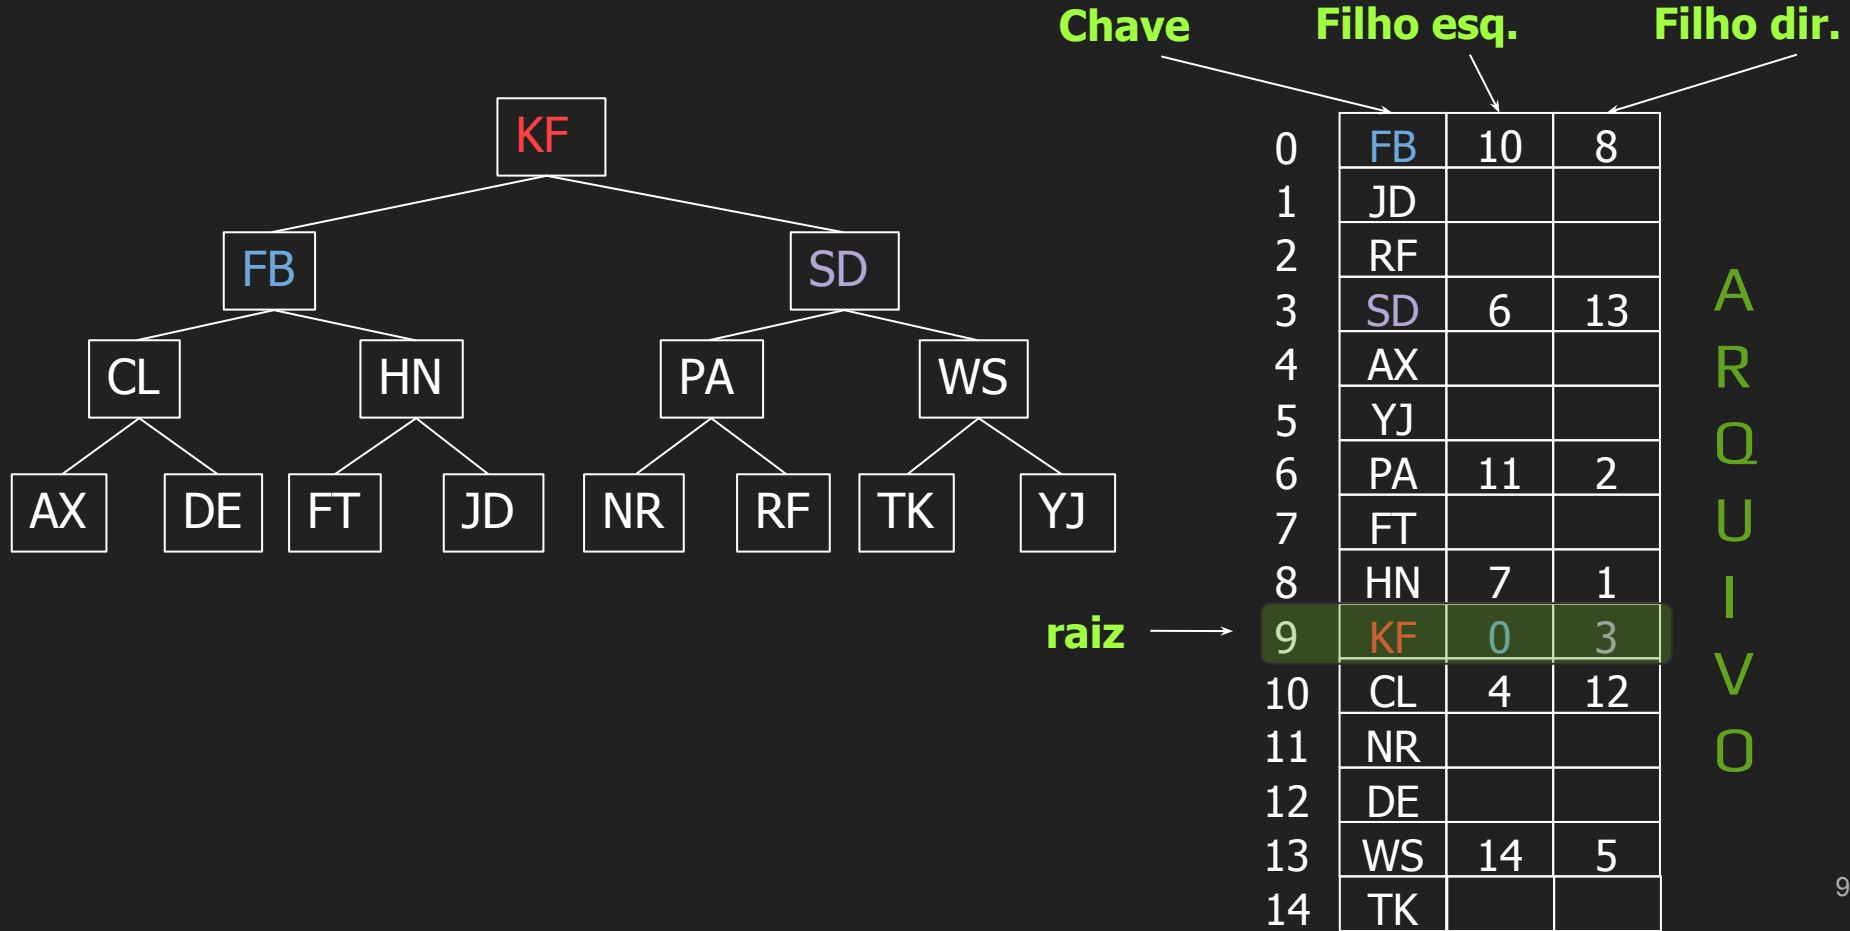 Chave Filho esq. Filho dir.
KF
FB SD
CL HN PA WS
AX DE FT JD NR RF TK YJ
raiz
0 FB 10 8
1 JD
2 RF
3 SD 6 13
4 AX
5 YJ
6 PA 11 2
7 FT
8 HN 7 1
9 KF 0 3
10 CL 4 12
11 NR
12 DE
13 WS 14 5
14 TK
A
R
Q
U
I
V
O
9